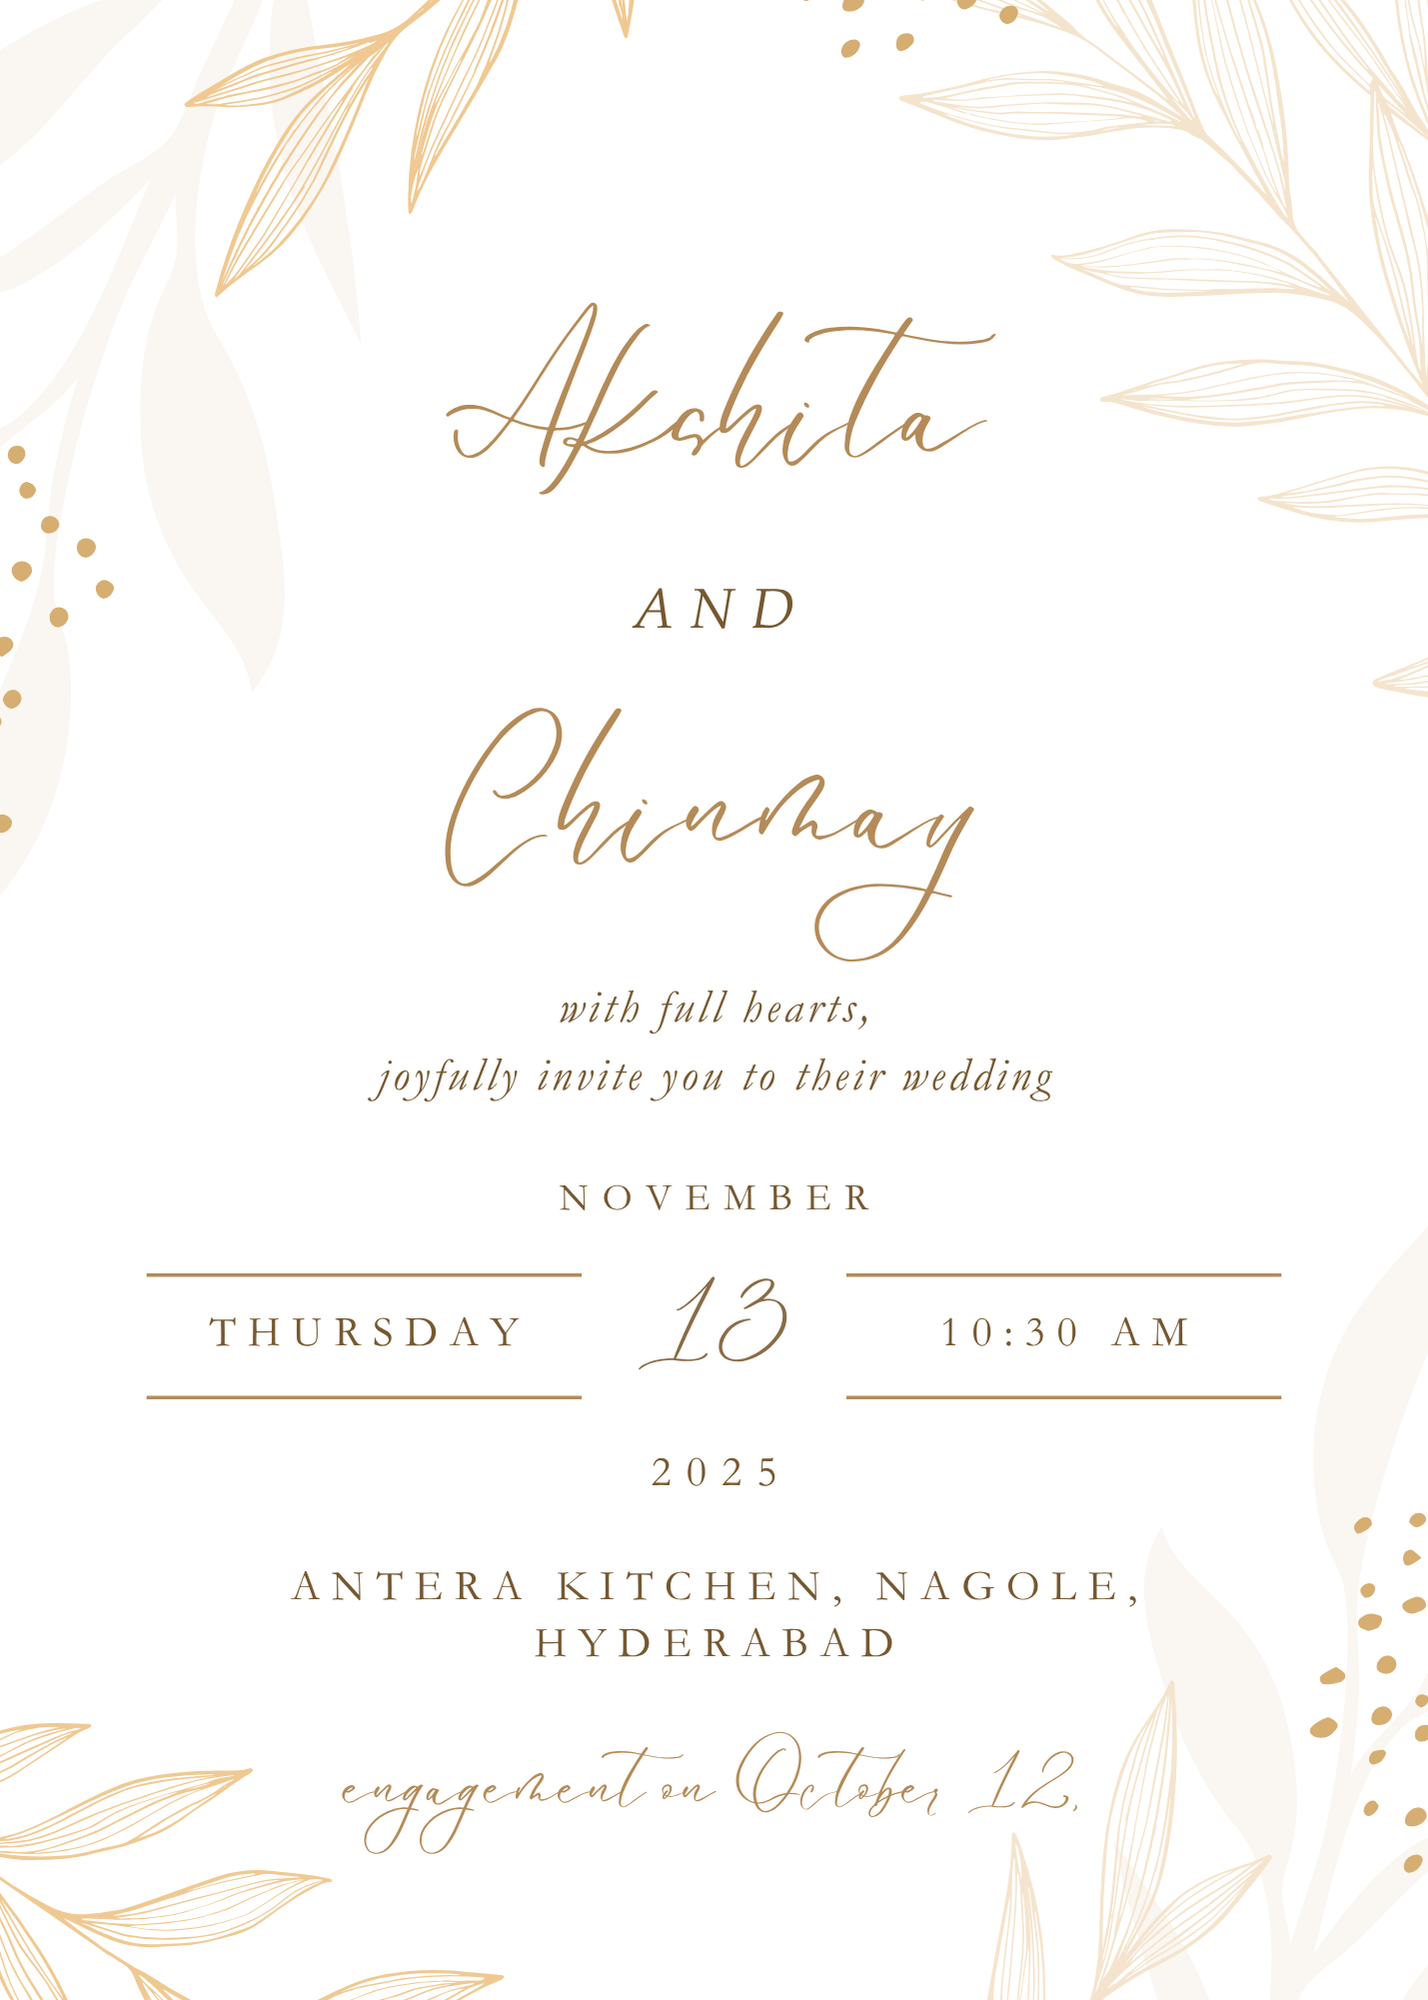 Akshita
AND
Chinmay
with full hearts,
joyfully invite you to their wedding
NOVEMBER
THURSDAY 13 10:30 AM
2025
ANTERA KITCHEN, NAGOLE,
HYDERABAD
engagement on October 12,